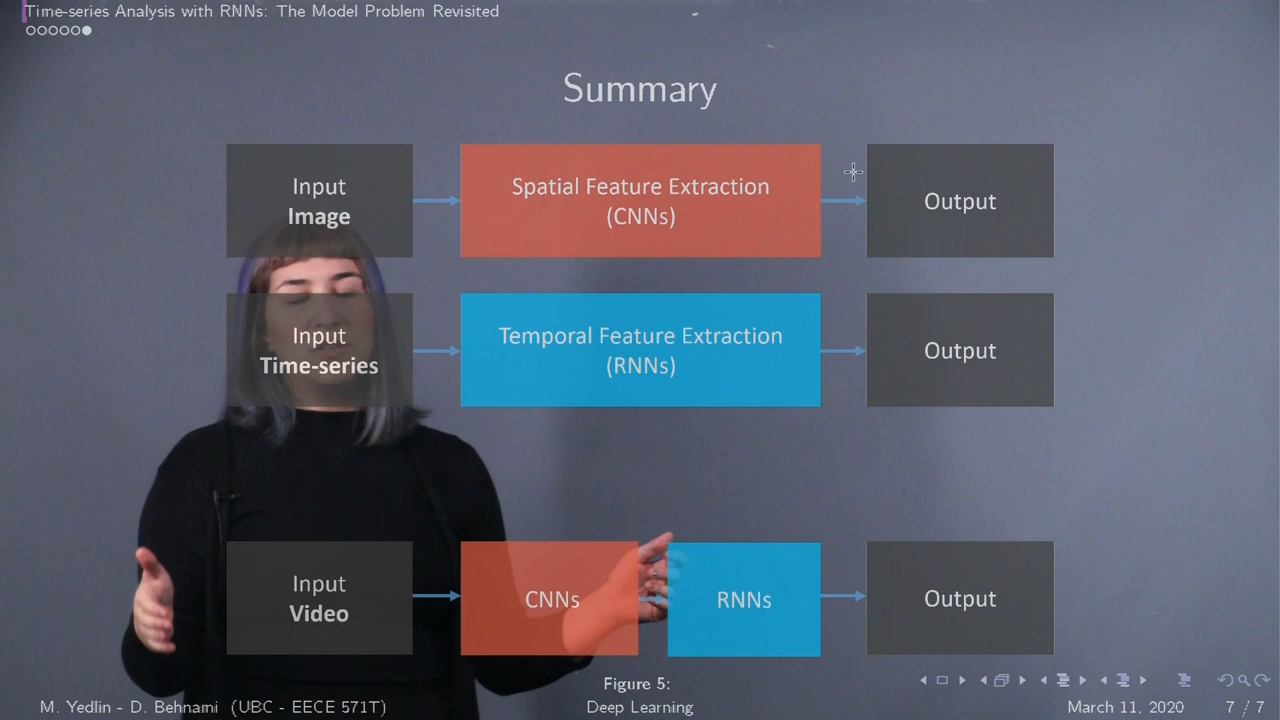 Time-series Analysis with RNNs: The Model Problem Revisited
Summary
Input
Image
Spatial Feature Extraction
(CNNs)
Output
Input
Time-series
Temporal Feature Extraction
(RNNs)
Output
Input
Video
CNNs
RNNs
Output
Figure 5:
M. Yedlin - D. Behnami (UBC - EECE 571T)
Deep Learning
March 11, 2020
7 / 7